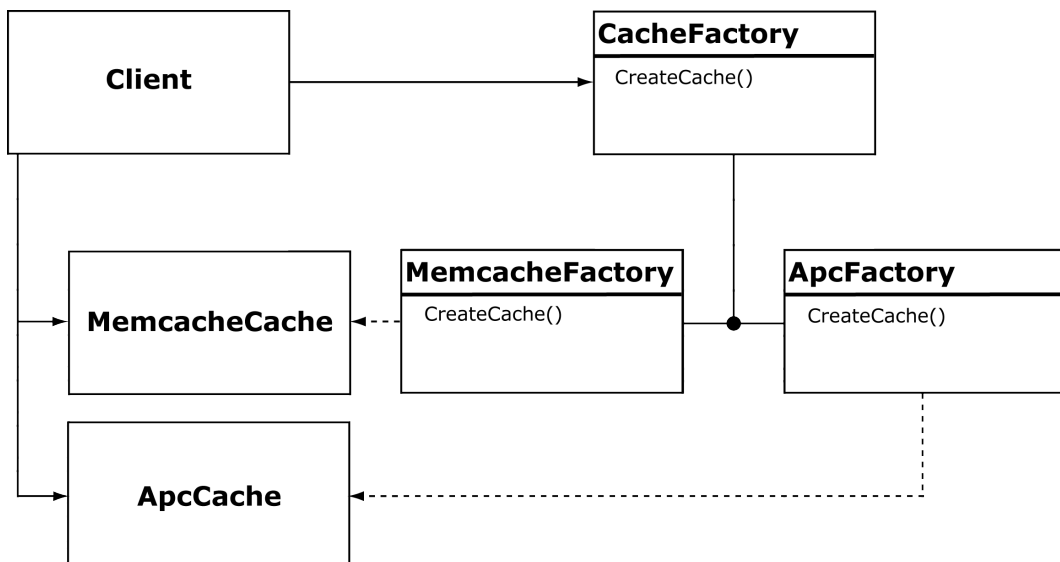 Client
CacheFactory
CreateCache()
MemcacheCache
MemcacheFactory
CreateCache()
ApcFactory
CreateCache()
ApcCache